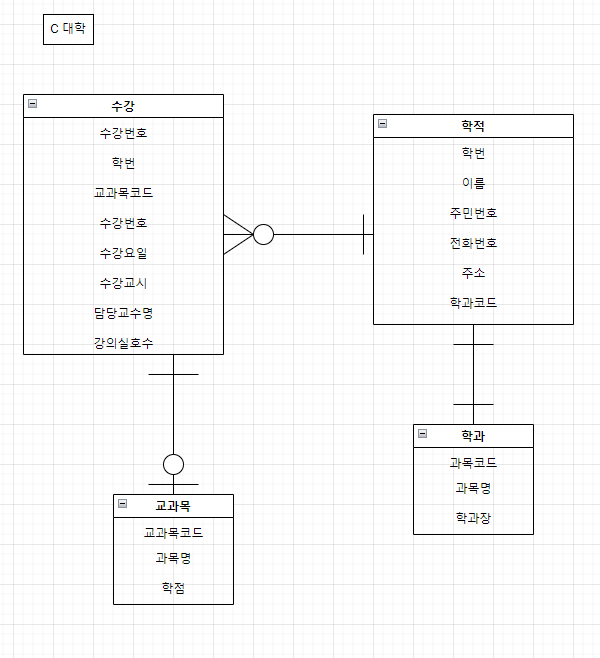 C 대학
수강
수강번호
학번
교과목코드
수강번호
수강요일
수강교시
담당교수명
강의실호수
학적
학번
이름
주민번호
전화번호
주소
학과코드
교과목
교과목코드
과목명
학점
학과
과목코드
과목명
학과장